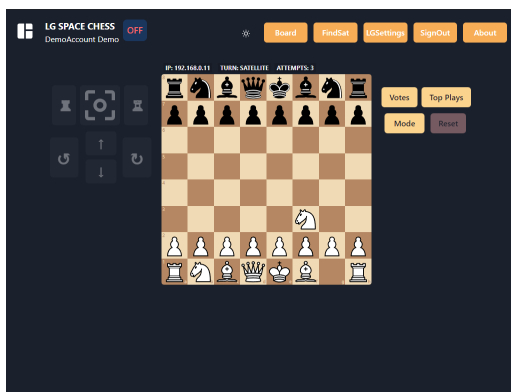 LG SPACE CHESS
DemoAccount Demo
OFF
Board
FindSat
LGSettings
SignOut
About
IP: 192.168.0.11 TURN: SATELLITE ATTEMPTS: 3
Votes
Top Plays
Mode
Reset